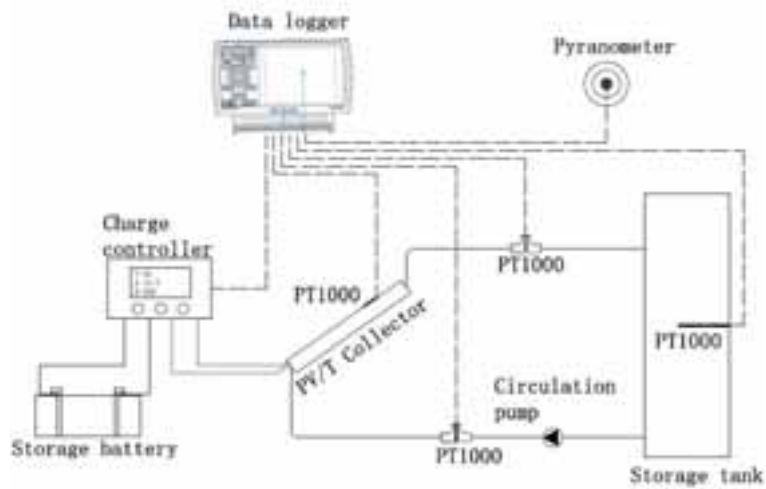 Data logger
Pyranometer
Charge
controller
PT1000
PT1000
PV/T Collector
PT1000
Circulation
pump
PT1000
Storage battery
Storage tank